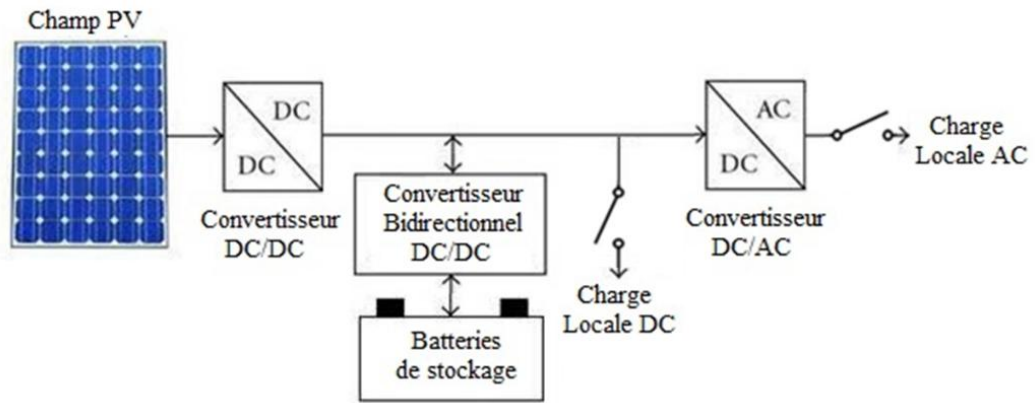 Champ PV
DC
DC
Convertisseur
DC/DC
Convertisseur
Bidirectionnel
DC/DC
Batteries
de stockage
Charge
Locale DC
AC
DC
Convertisseur
DC/AC
Charge
Locale AC